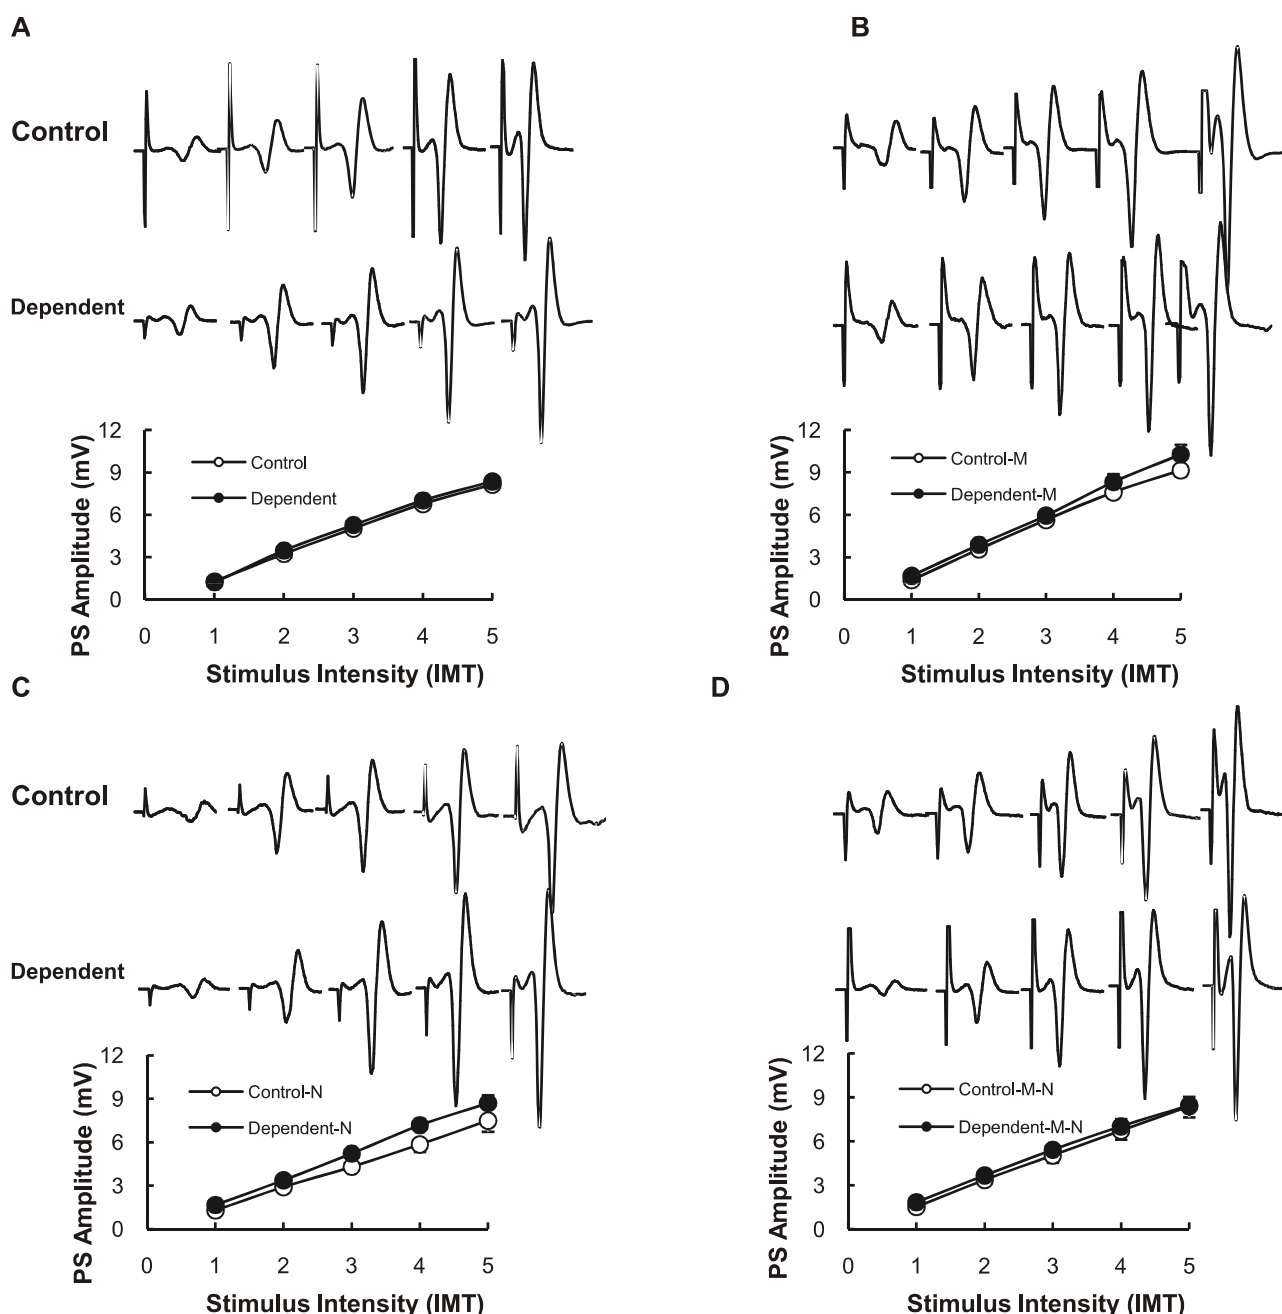 A
B
Control
Dependent
12
9
6
3
0
PS Amplitude (mV)
Control
Dependent
0 1 2 3 4 5
Stimulus Intensity (IMT)
12
9
6
3
0
PS Amplitude (mV)
Control-M
Dependent-M
0 1 2 3 4 5
Stimulus Intensity (IMT)
C
D
Control
Dependent
12
9
6
3
0
PS Amplitude (mV)
Control-N
Dependent-N
0 1 2 3 4 5
Stimulus Intensity (IMT)
12
9
6
3
0
PS Amplitude (mV)
Control-M-N
Dependent-M-N
0 1 2 3 4 5
Stimulus Intensity (IMT)